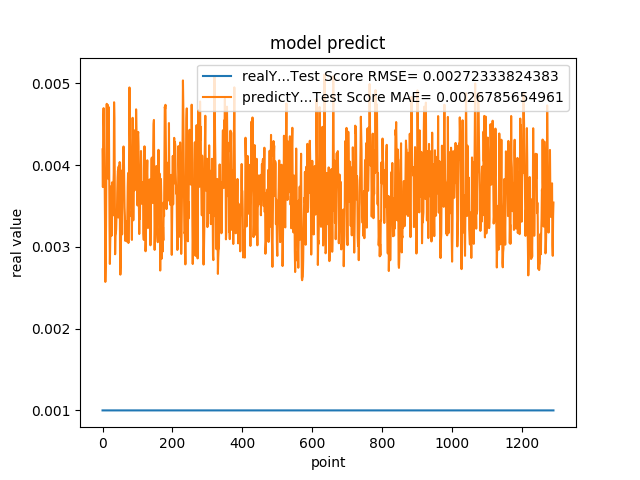 model predict
realY...Test Score RMSE= 0.00272333824383
predictY...Test Score MAE= 0.0026785654961
0.005
0.004
0.003
0.002
0.001
real value
0 200 400 600 800 1000 1200
point